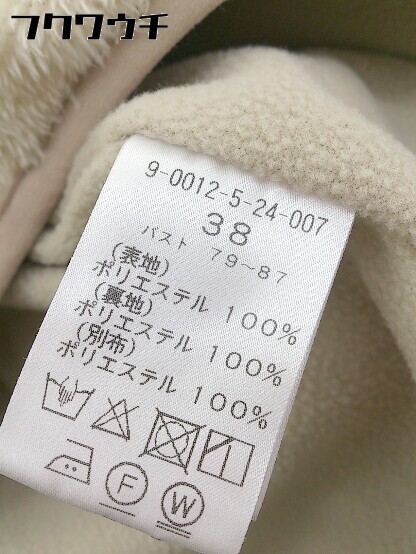 フクワウチ
9-0012-5-24-007
38
バスト 79~87
(表地)
ポリエステル 100%
(裏地)
ポリエステル 100%
(別布)
ポリエステル 100%
F
W